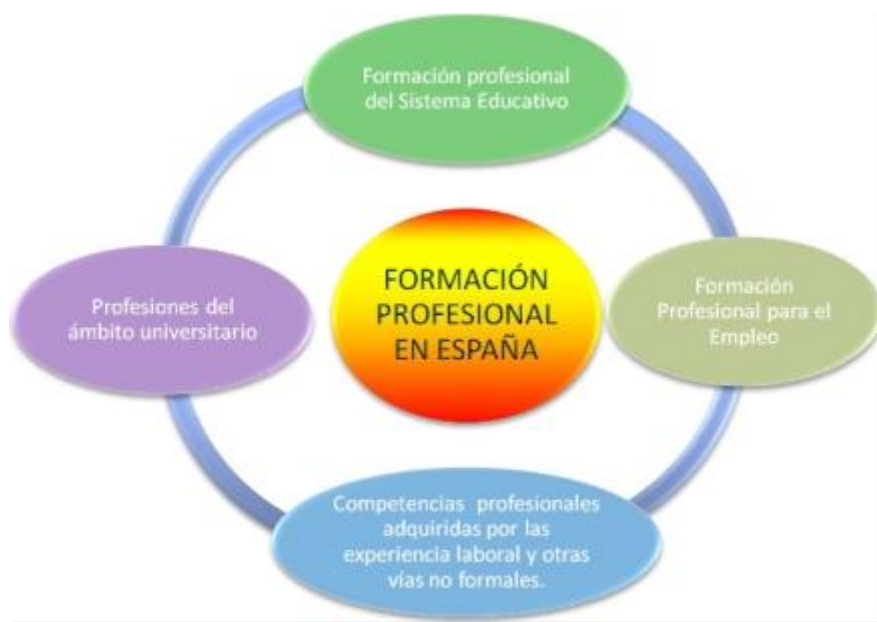 Formación profesional
del Sistema Educativo
FORMACIÓN
PROFESIONAL
EN ESPAÑA
Formación
Profesional para el
Empleo
Profesiones del
ámbito universitario
Competencias profesionales
adquiridas por las
experiencia laboral y otras
vías no formales.